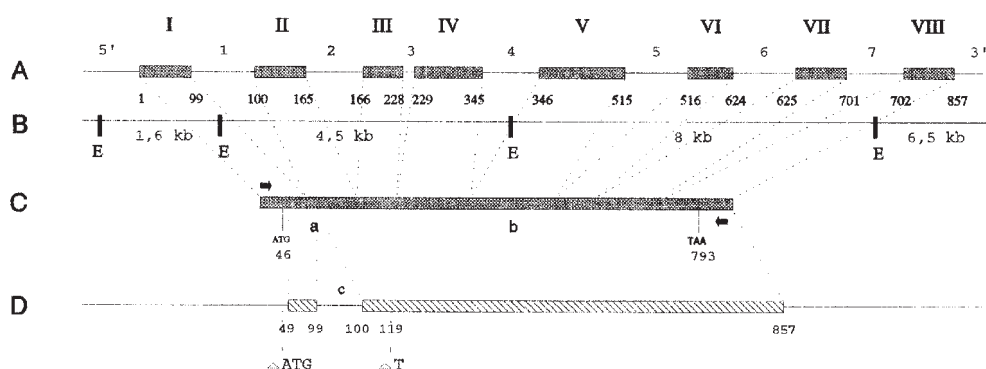 I II III IV V VI VII VIII
5' 1 2 3 4 5 6 7 3'
A
1 99 100 165 166 228 229 345 346 515 516 624 625 701 702 857
B
1,6 kb 4,5 kb 8 kb 6,5 kb
E E E E
C
a b
ATG TAA
46 793
c
D
49 99 100 119 857
ATG T